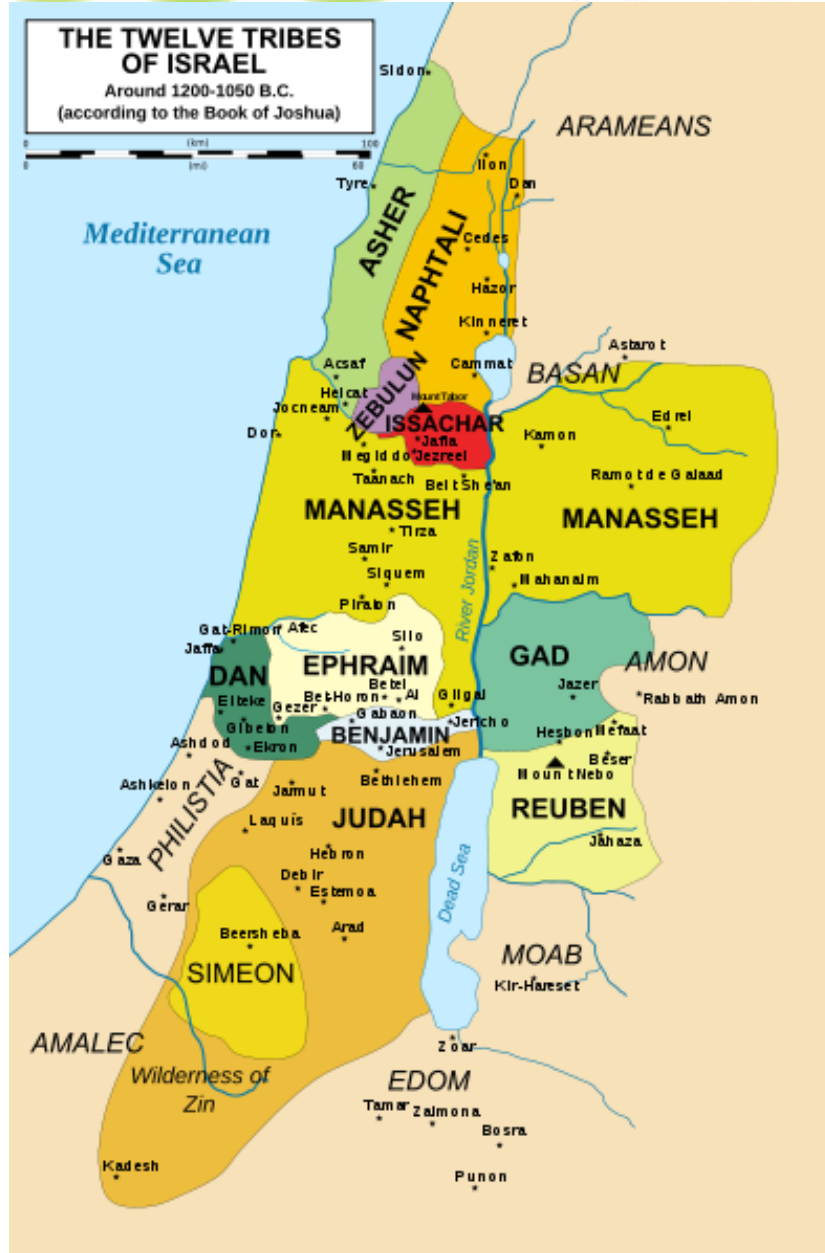 THE TWELVE TRIBES
OF ISRAEL
Around 1200-1050 B.C.
(according to the Book of Joshua)
0 (km) 100
0 (mi) 60
Sidon
ARAMEANS
Ilon
Dan
Tyre
ASHER
Mediterranean
Sea
NAPHTALI
Cedes
Hazor
Kinneret
Astarot
Acsaf
Cammat
BASAN
Helcat
ZEBULUN
Mount Tabor
Jocneam
ISSACHAR
Edrei
Dor
Jafia
Kamon
Megiddo
Jezreel
Taanach
Beit She'an
Ramot de Galaad
MANASSEH
MANASSEH
Tirza
Samir
River Jordan
Zafon
Siquem
Mahanaim
Piraton
Gat-Rimon
Afec
Silo
Jaffa
EPHRAIM
GAD
AMON
DAN
Betel
Jazer
Elteke
Bet-Horon
Ai
Gilgal
Rabbath Amon
Gezer
Gabaon
Jericho
Gibeton
BENJAMIN
Hesbon
Mefaat
Ashdod
Ekron
Jerusalem
Beser
Ashkelon
PHILISTIA
Gat
Jarmut
Bethlehem
Mount Nebo
Laquis
JUDAH
REUBEN
Gaza
Hebron
Jahaza
Debir
Estemoa
Dead Sea
Gerar
Beersheba
Arad
SIMEON
MOAB
Kir-Hareset
AMALEC
Zoar
Wilderness of
Zin
EDOM
Tamar
Zalmona
Bosra
Kadesh
Punon